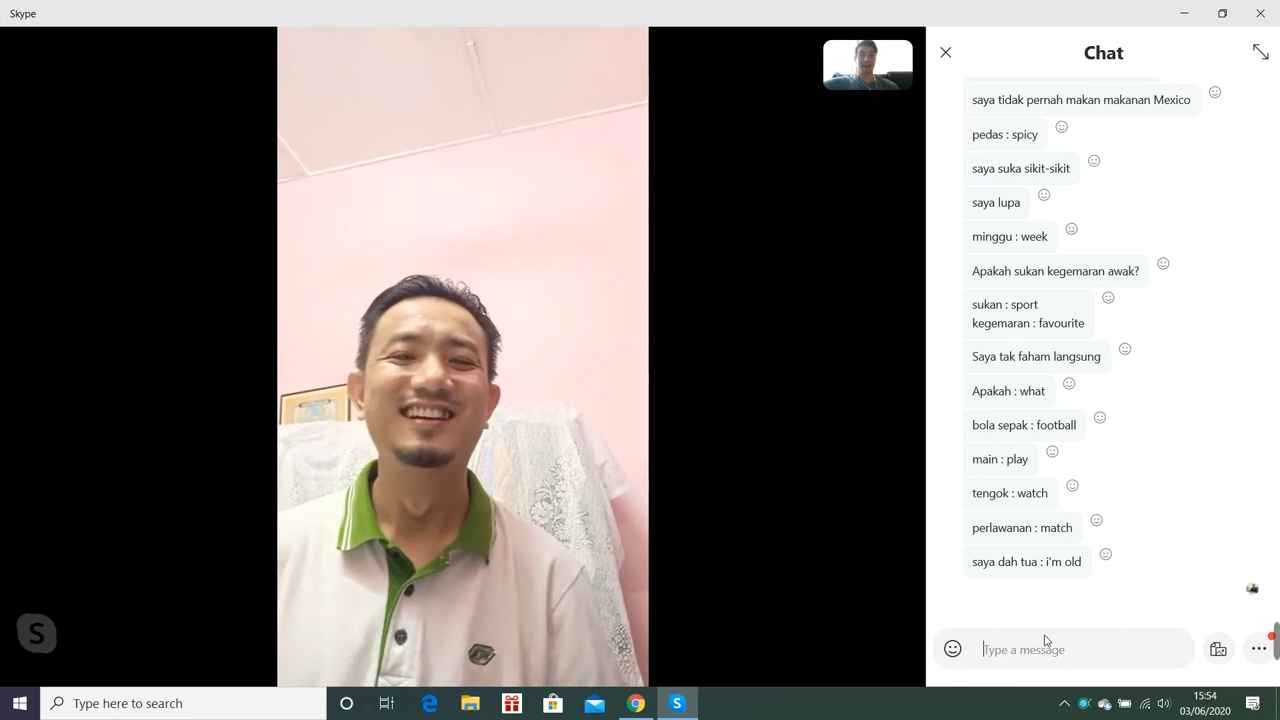 Skype
Chat
saya tidak pernah makan makanan Mexico
pedas : spicy
saya suka sikit-sikit
saya lupa
minggu : week
Apakah sukan kegemaran awak?
sukan : sport
kegemaran : favourite
Saya tak faham langsung
Apakah : what
bola sepak : football
main : play
tengok : watch
perlawanan : match
saya dah tua : i'm old
Type a message
S
Type here to search
15:54
03/06/2020